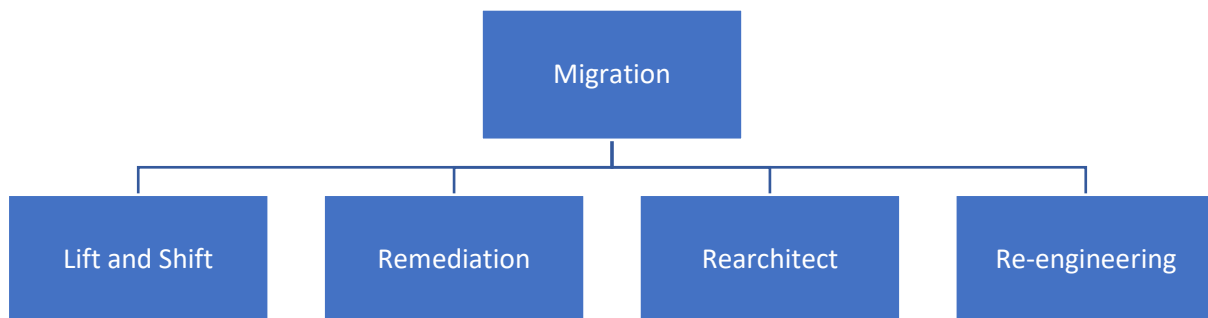 Migration
Lift and Shift
Remediation
Rearchitect
Re-engineering